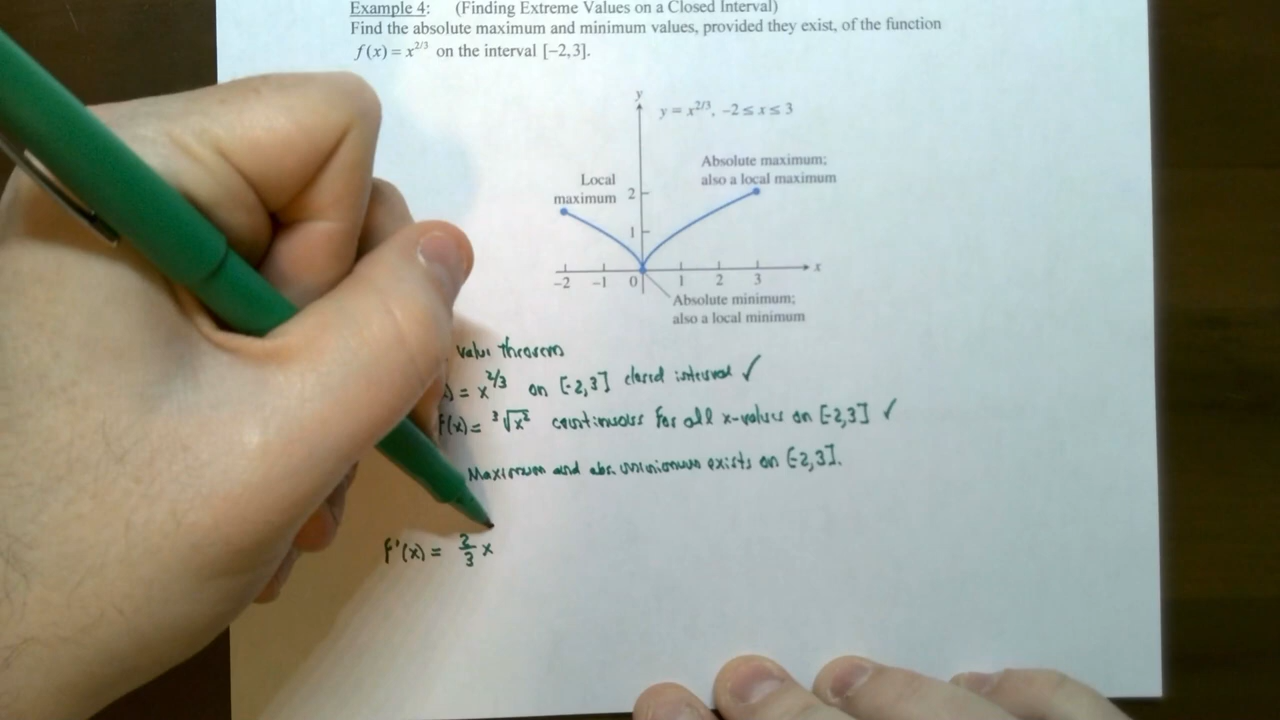 Example 4: (Finding Extreme Values on a Closed Interval)
Find the absolute maximum and minimum values, provided they exist, of the function
f(x) = x^{2/3} on the interval [−2,3].
y
y = x^{2/3}, −2 ≤ x ≤ 3
Absolute maximum;
also a local maximum
Local
maximum
2
1
−2 −1 0 1 2 3 x
Absolute minimum;
also a local minimum
Value theorem
) = x^{2/3} on [-2,3] closed interval ✓
f(x) = ³√x² continuous for all x-values on [-2,3] ✓
Maximum and abs. minimum exists on [-2,3].
f'(x) = 2/3 x